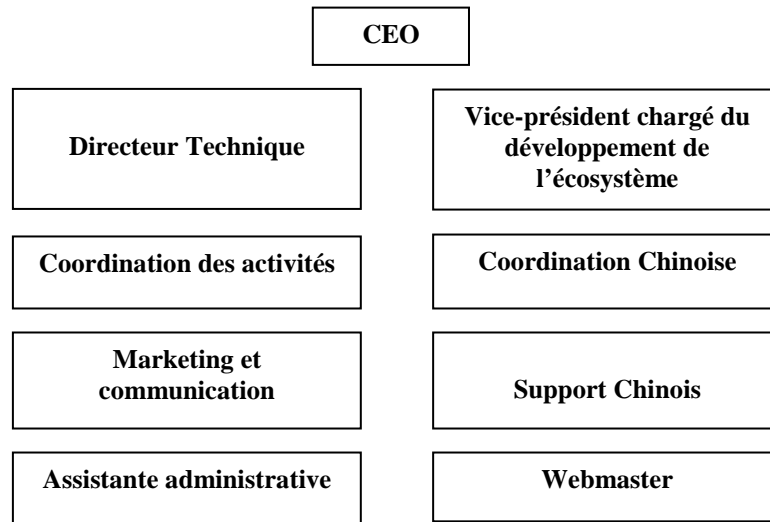 CEO
Directeur Technique
Vice-président chargé du
développement de
l’écosystème
Coordination des activités
Coordination Chinoise
Marketing et
communication
Support Chinois
Assistante administrative
Webmaster